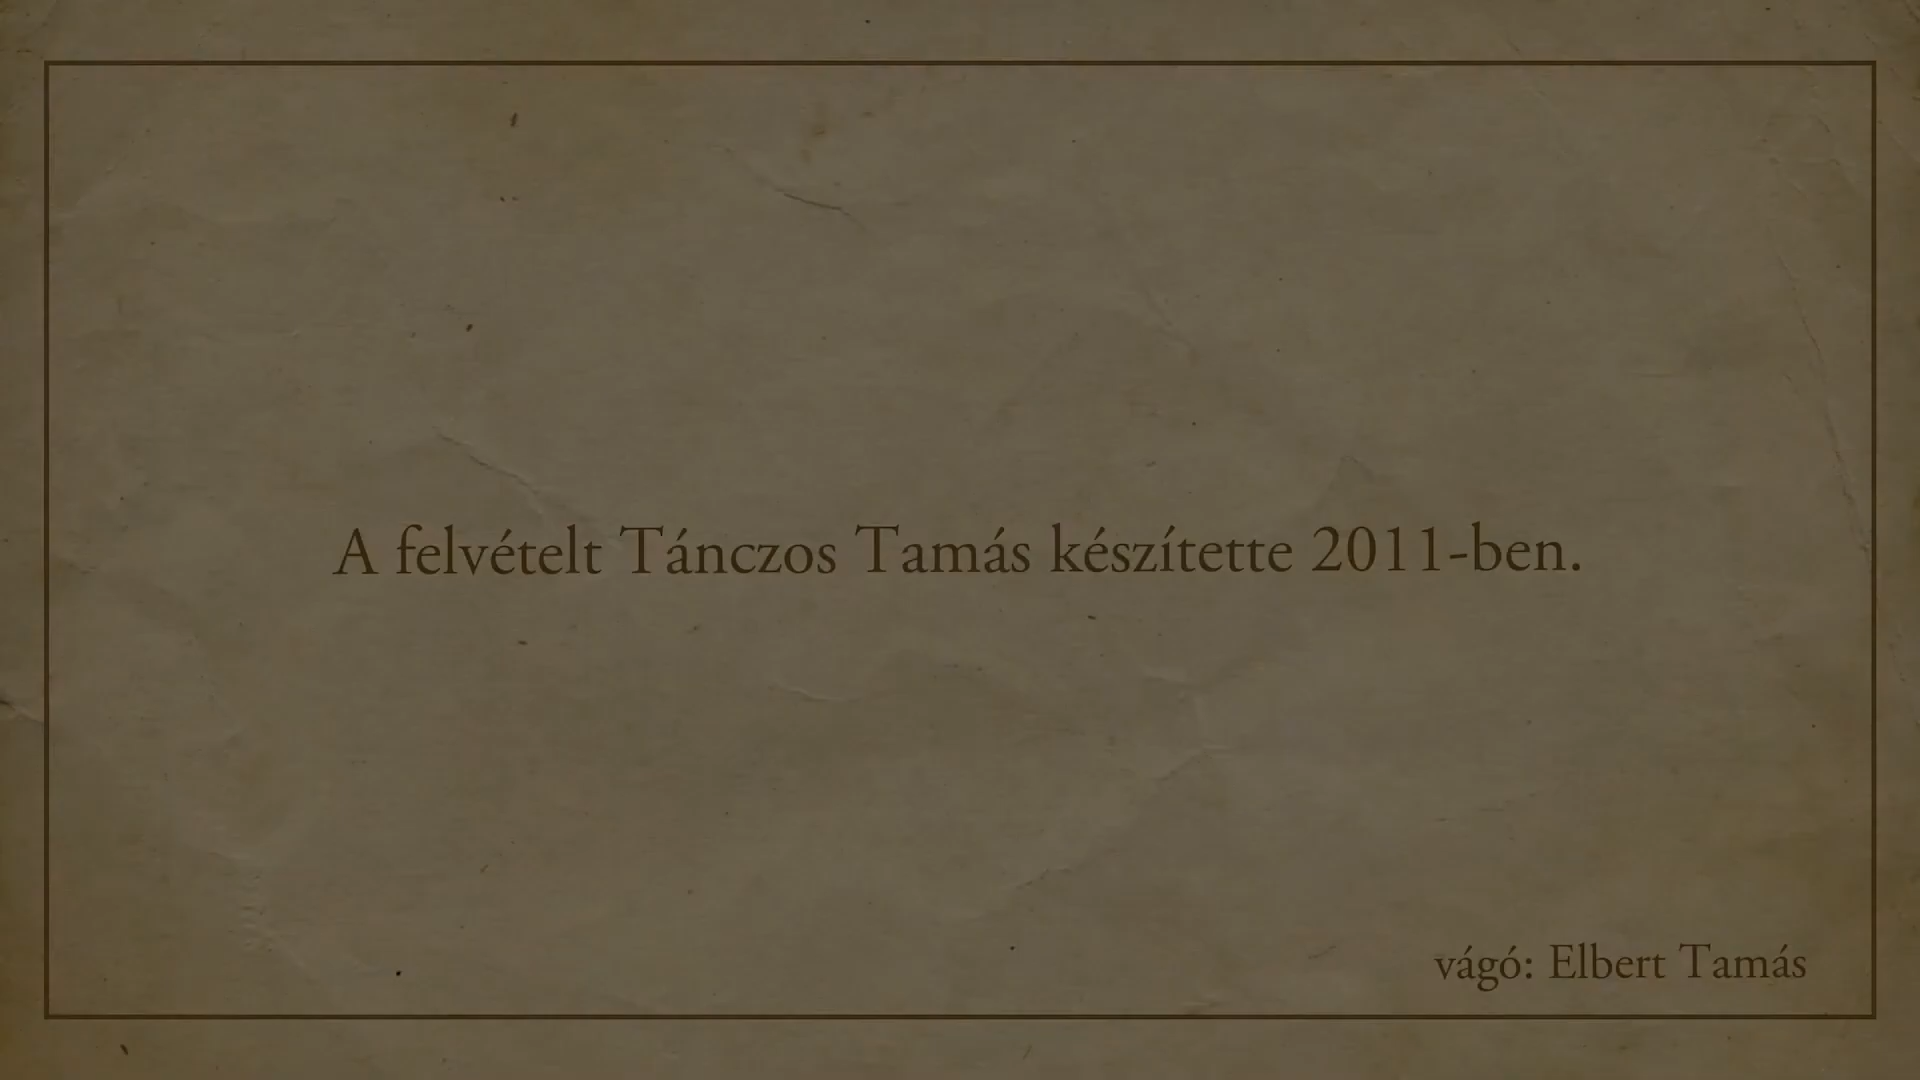 A felvételt Tánczos Tamás készítette 2011-ben.
vágó: Elbert Tamás